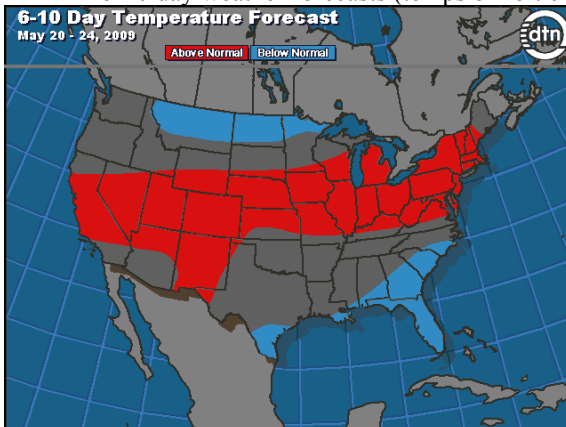 6-10 Day Temperature Forecast
May 20 - 24, 2009
dtn
Above Normal Below Normal